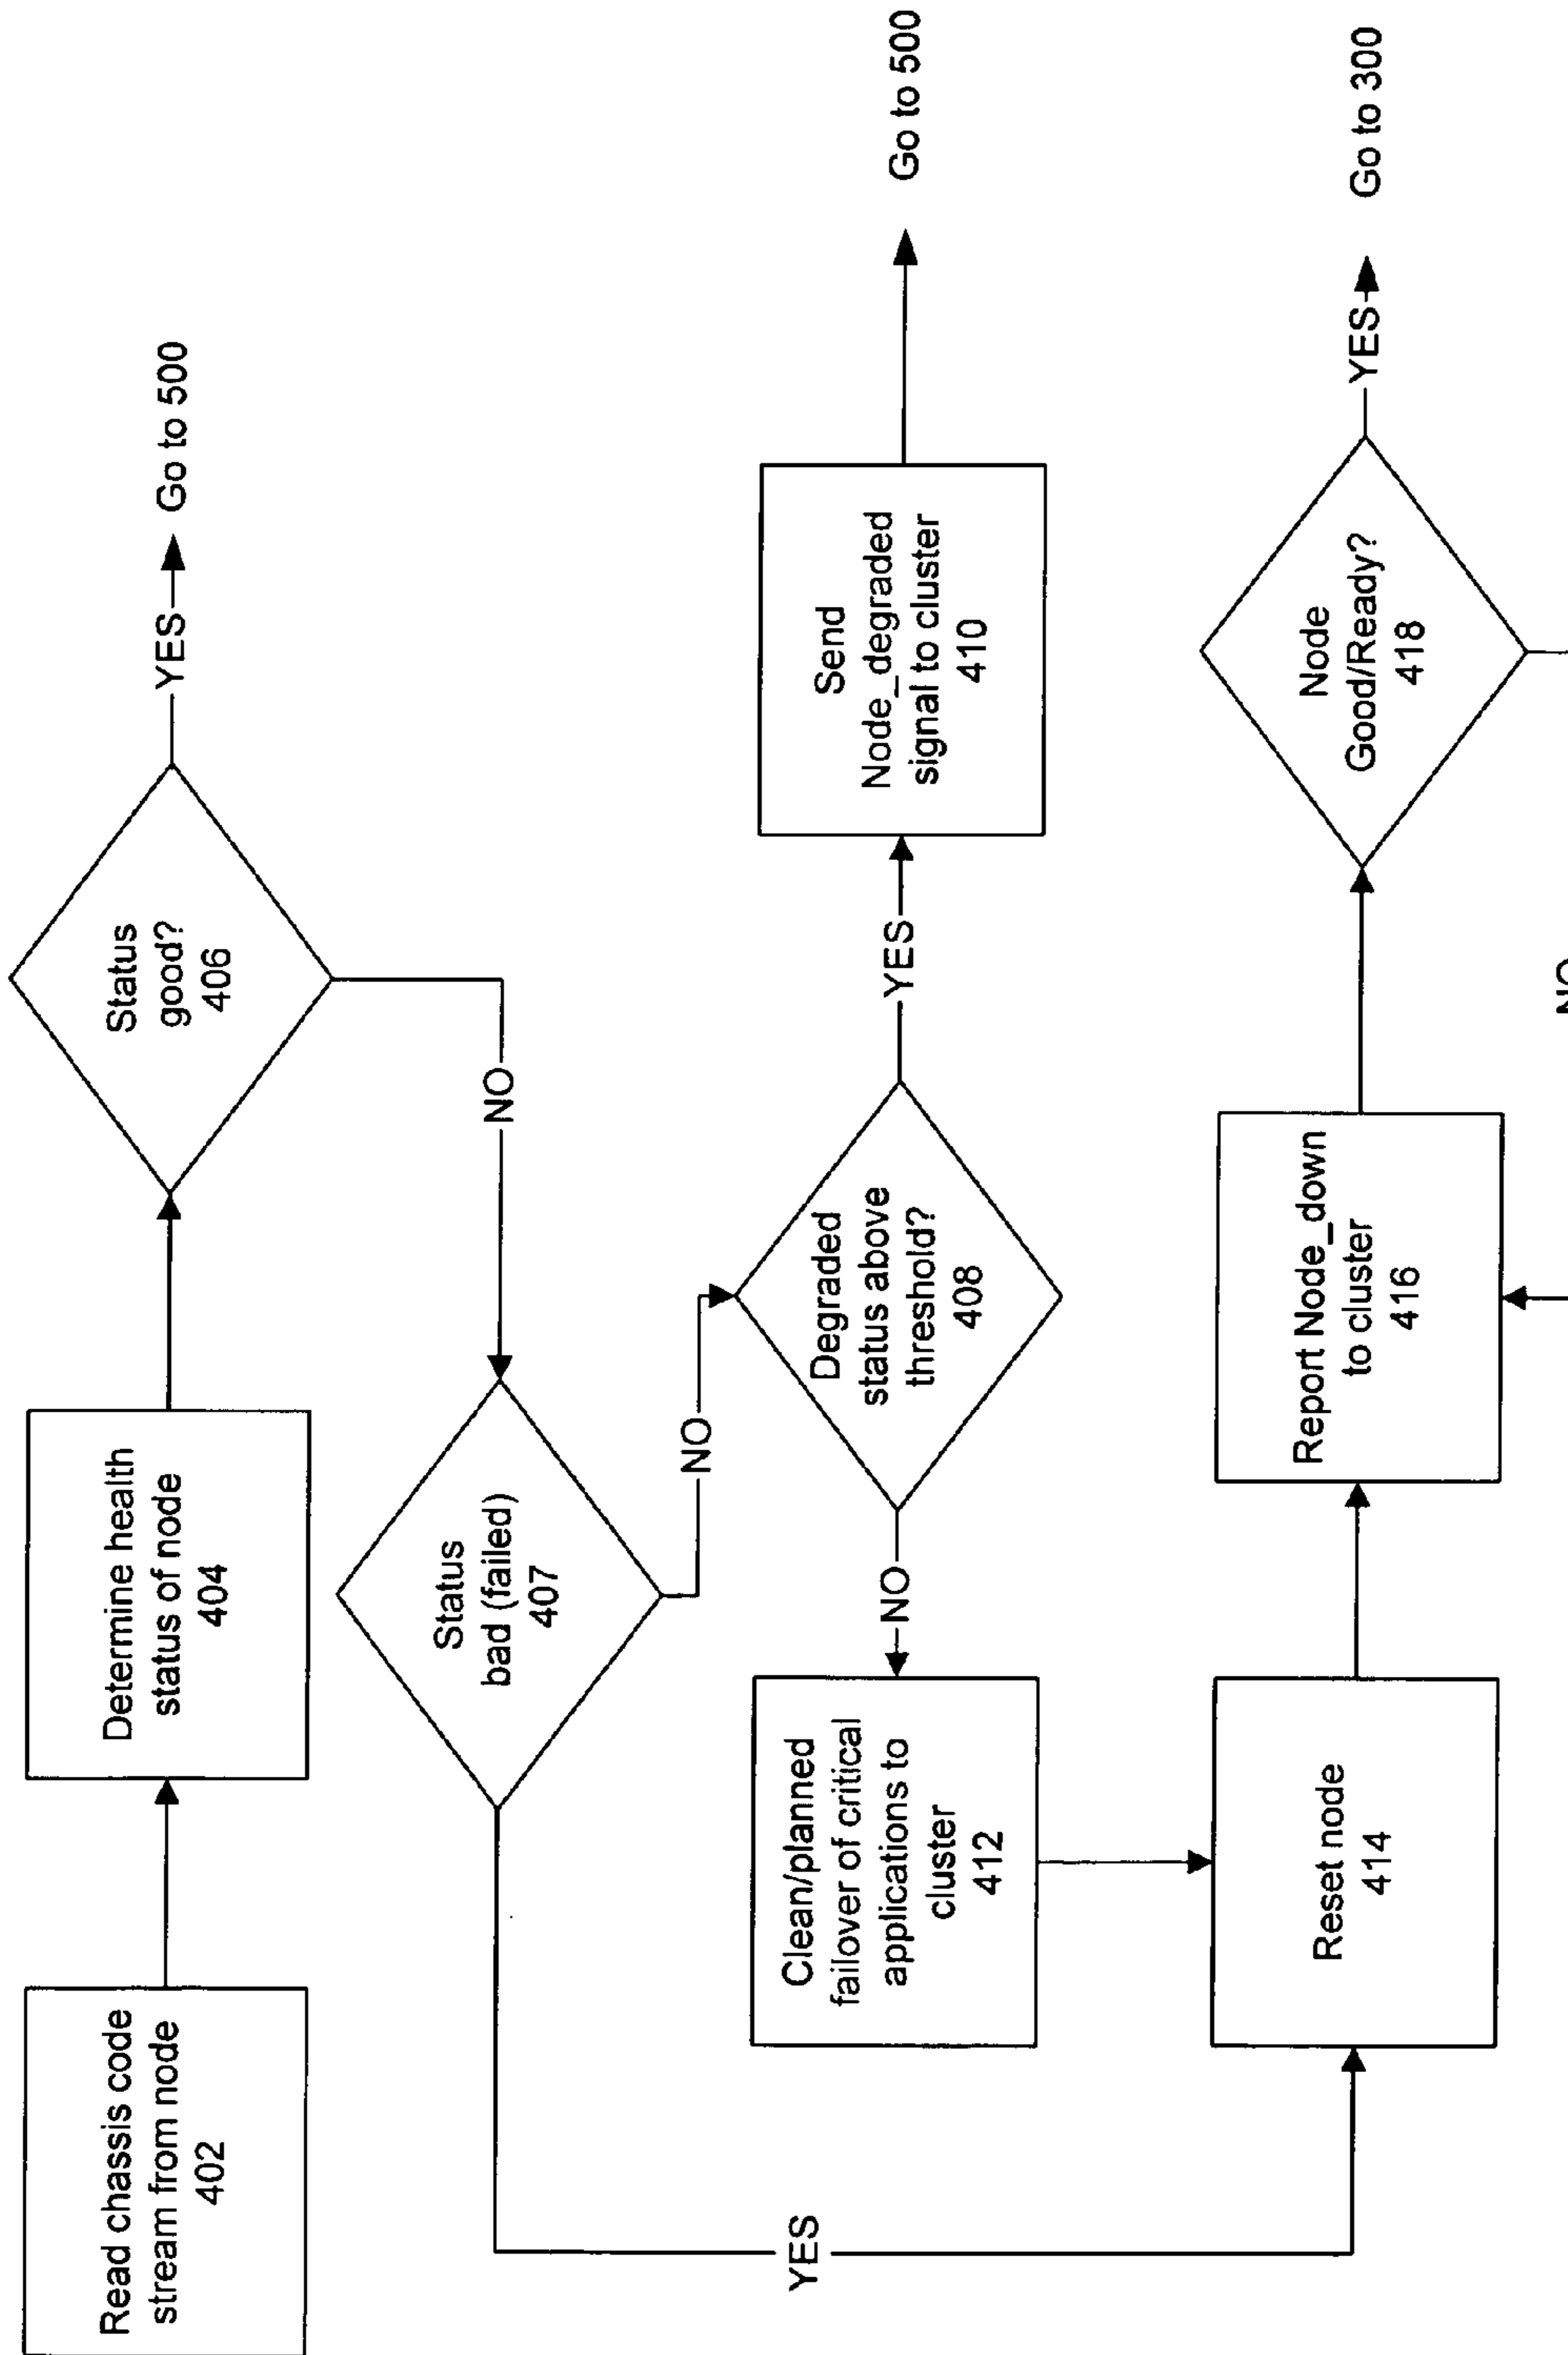 Read chassis code
stream from node
402
Determine health
status of node
404
Status
good?
406
YES
Go to 500
NO
Status
bad (failed)
407
NO
YES
Degraded
status above
threshold?
408
YES
Send
Node_degraded
signal to cluster
410
Go to 500
NO
Clean/planned
failover of critical
applications to
cluster
412
Reset node
414
Report Node_down
to cluster
416
Node
Good/Ready?
418
YES
Go to 300
NO